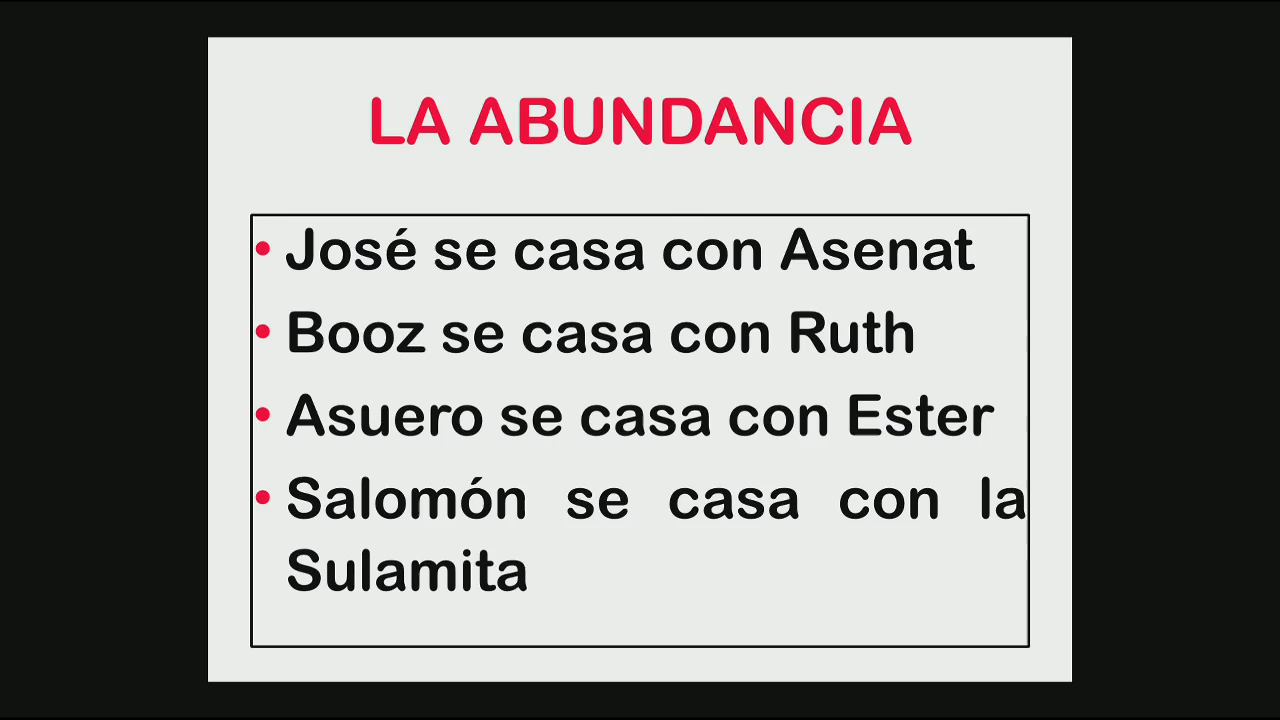 LA ABUNDANCIA
• José se casa con Asenat
• Booz se casa con Ruth
• Asuero se casa con Ester
• Salomón se casa con la
Sulamita